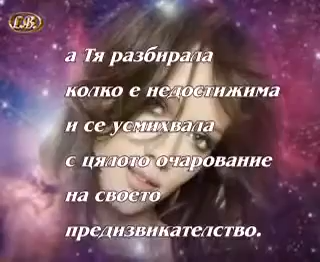 L.B.
а Тя разбирала
колко е недостижима
и се усмихвала
с цялото очарование
на своето
предизвикателство.